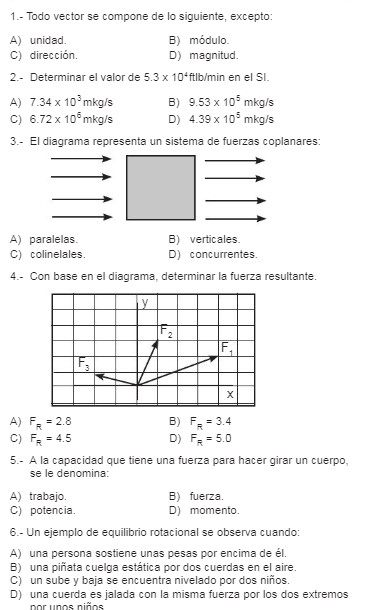 1.- Todo vector se compone de lo siguiente, excepto:
A) unidad. B) módulo.
C) dirección. D) magnitud.
2.- Determinar el valor de 5.3 x 10⁴ftlb/min en el SI.
A) 7.34 x 10³mkg/s B) 9.53 x 10⁵ mkg/s
C) 6.72 x 10⁶mkg/s D) 4.39 x 10⁵ mkg/s
3.- El diagrama representa un sistema de fuerzas coplanares:
A) paralelas. B) verticales.
C) colinelales. D) concurrentes.
4.- Con base en el diagrama, determinar la fuerza resultante.
y
F₂
F₁
F₃
x
A) F_R = 2.8 B) F_R = 3.4
C) F_R = 4.5 D) F_R = 5.0
5.- A la capacidad que tiene una fuerza para hacer girar un cuerpo,
se le denomina:
A) trabajo. B) fuerza.
C) potencia. D) momento.
6.- Un ejemplo de equilibrio rotacional se observa cuando:
A) una persona sostiene unas pesas por encima de él.
B) una piñata cuelga estática por dos cuerdas en el aire.
C) un sube y baja se encuentra nivelado por dos niños.
D) una cuerda es jalada con la misma fuerza por los dos extremos
por unos niños